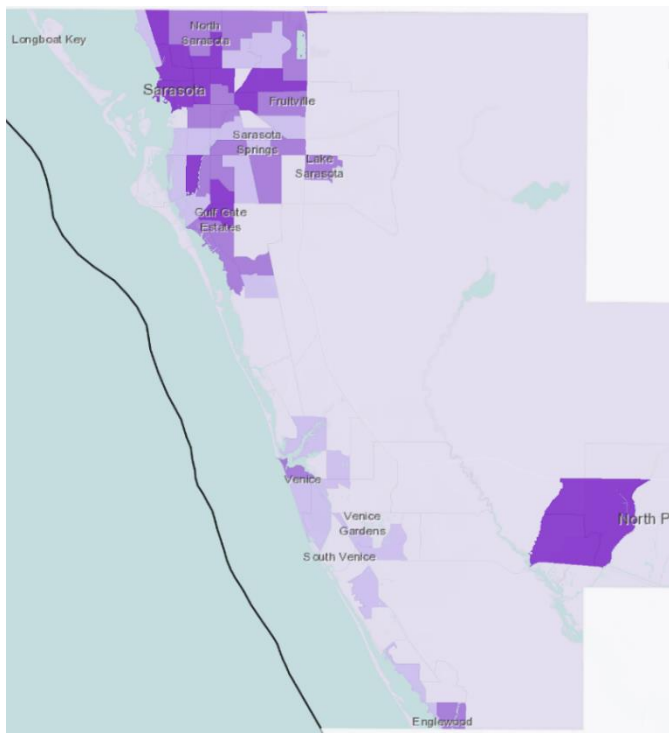 Longboat Key
North
Sarasota
Sarasota
Fruitville
Sarasota
Springs
Lake
Sarasota
Gulf Gate
Estates
Venice
Venice
Gardens
North P
South Venice
Englewood